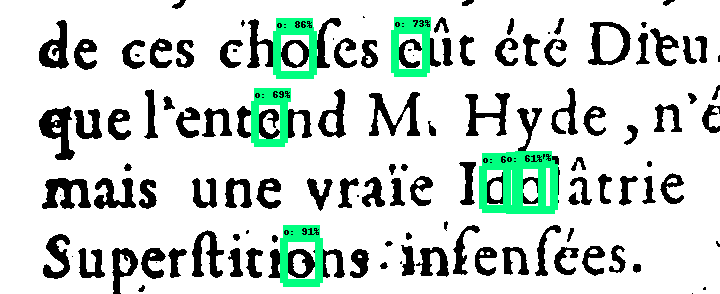 de ces choſes eût été Dieu.
que l'entend M. Hyde, n'é
mais une vraïe Idolâtrie
Superſtitions inſenſées.